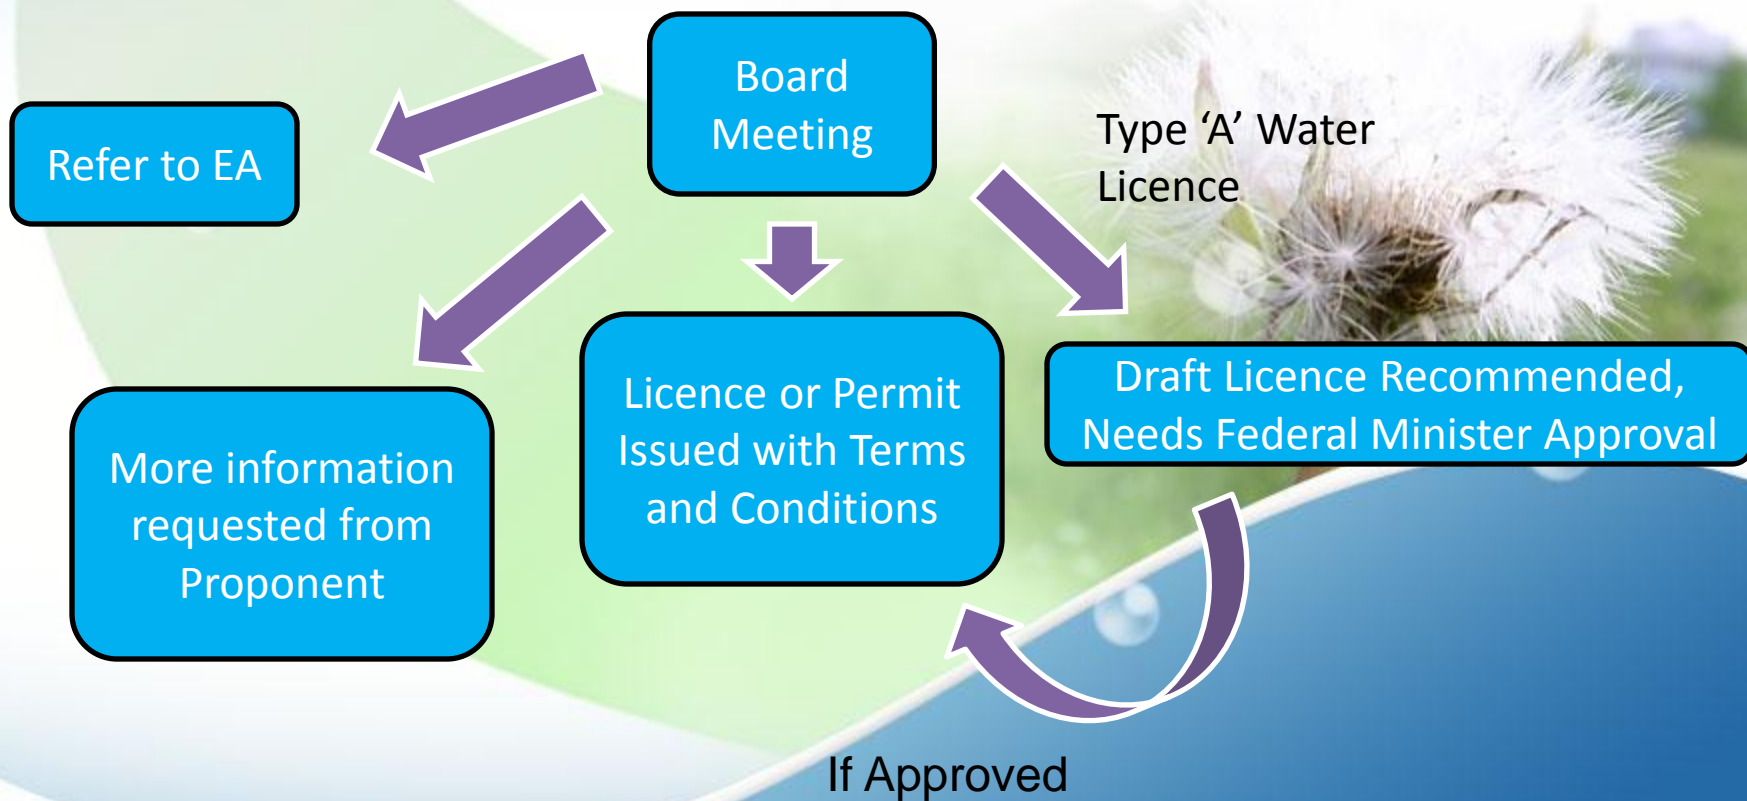 Board
Meeting
Refer to EA
Type ‘A’ Water
Licence
More information
requested from
Proponent
Licence or Permit
Issued with Terms
and Conditions
Draft Licence Recommended,
Needs Federal Minister Approval
If Approved